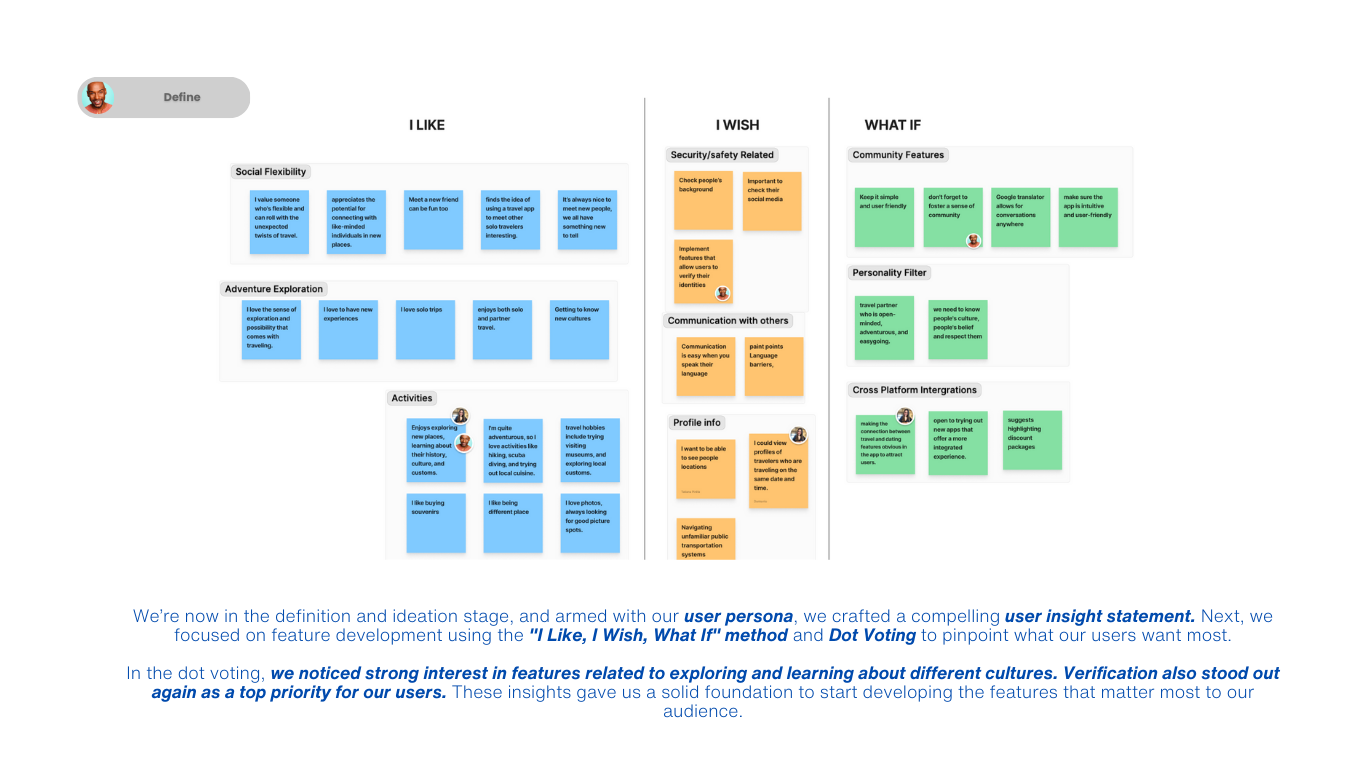 Define
I LIKE
Social Flexibility
I value someone
who's flexible and
can roll with the
unexpected
twists of travel.
appreciates the
potential for
connecting with
like-minded
individuals in new
places.
Meet a new friend
can be fun too
finds the idea of
using a travel app
to meet other
solo travelers
interesting.
It's always nice to
meet new people,
we all have
something new
to tell
Adventure Exploration
I love the sense of
exploration and
possibility that
comes with
traveling.
I love to have new
experiences
I love solo trips
enjoys both solo
and partner
travel.
Getting to know
new cultures
Activities
Enjoys exploring
new places,
learning about
their history,
culture, and
customs.
I'm quite
adventurous, so I
love activities like
hiking, scuba
diving, and trying
out local cuisine.
travel hobbies
include trying
visiting
museums, and
exploring local
customs.
I like buying
souvenirs
I like being
different place
I love photos,
always looking
for good picture
spots.
I WISH
Security/safety Related
Check people's
background
Important to
check their
social media
Implement
features that
allow users to
verify their
identities
Communication with others
Communication
is easy when you
speak their
language
paint points
Language
barriers,
Profile info
I want to be able
to see people
locations
I could view
profiles of
travelers who are
traveling on the
same date and
time.
Navigating
unfamiliar public
transportation
systems
WHAT IF
Community Features
Keep it simple
and user friendly
don't forget to
foster a sense of
community
Google translator
allows for
conversations
anywhere
make sure the
app is intuitive
and user-friendly
Personality Filter
travel partner
who is open-
minded,
adventurous, and
easygoing.
we need to know
people's culture,
people's belief
and respect them
Cross Platform Intergrations
making the
connection between
travel and dating
features obvious in
the app to attract
users.
open to trying out
new apps that
offer a more
integrated
experience.
suggests
highlighting
discount
packages
We're now in the definition and ideation stage, and armed with our user persona, we crafted a compelling user insight statement. Next, we
focused on feature development using the "I Like, I Wish, What If" method and Dot Voting to pinpoint what our users want most.
In the dot voting, we noticed strong interest in features related to exploring and learning about different cultures. Verification also stood out
again as a top priority for our users. These insights gave us a solid foundation to start developing the features that matter most to our
audience.